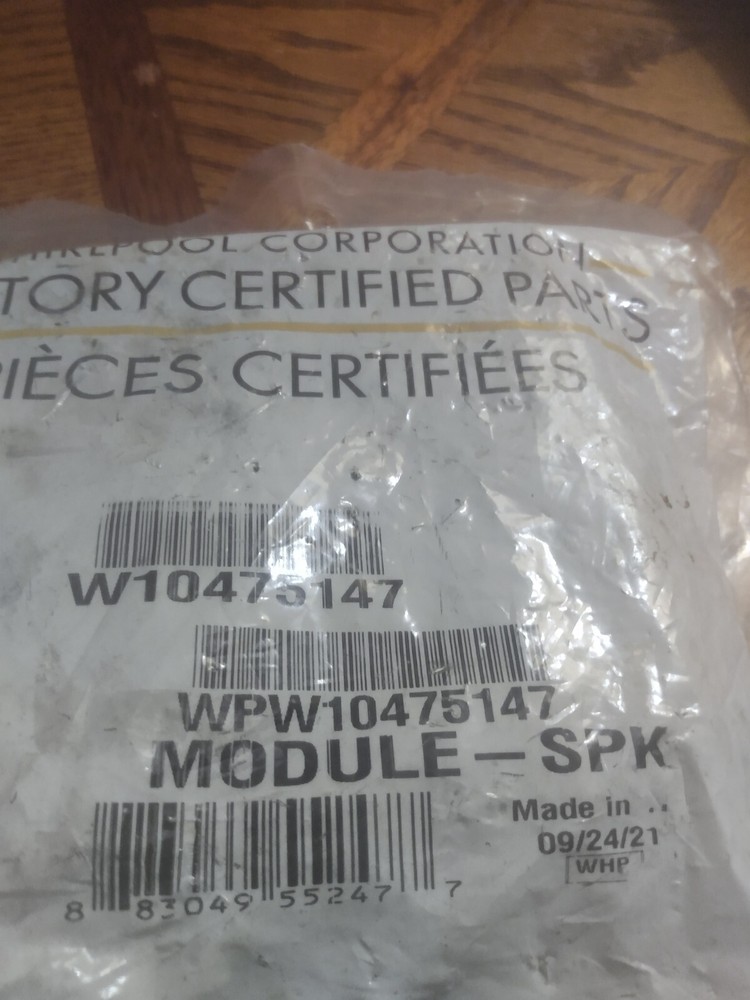 HIRLPOOL CORPORATION
TORY CERTIFIED PARTS
IÈCES CERTIFIÉES
W10475147
WPW10475147
MODULE-SPK
Made in ..
09/24/21
WHP
8 83049 55247 7